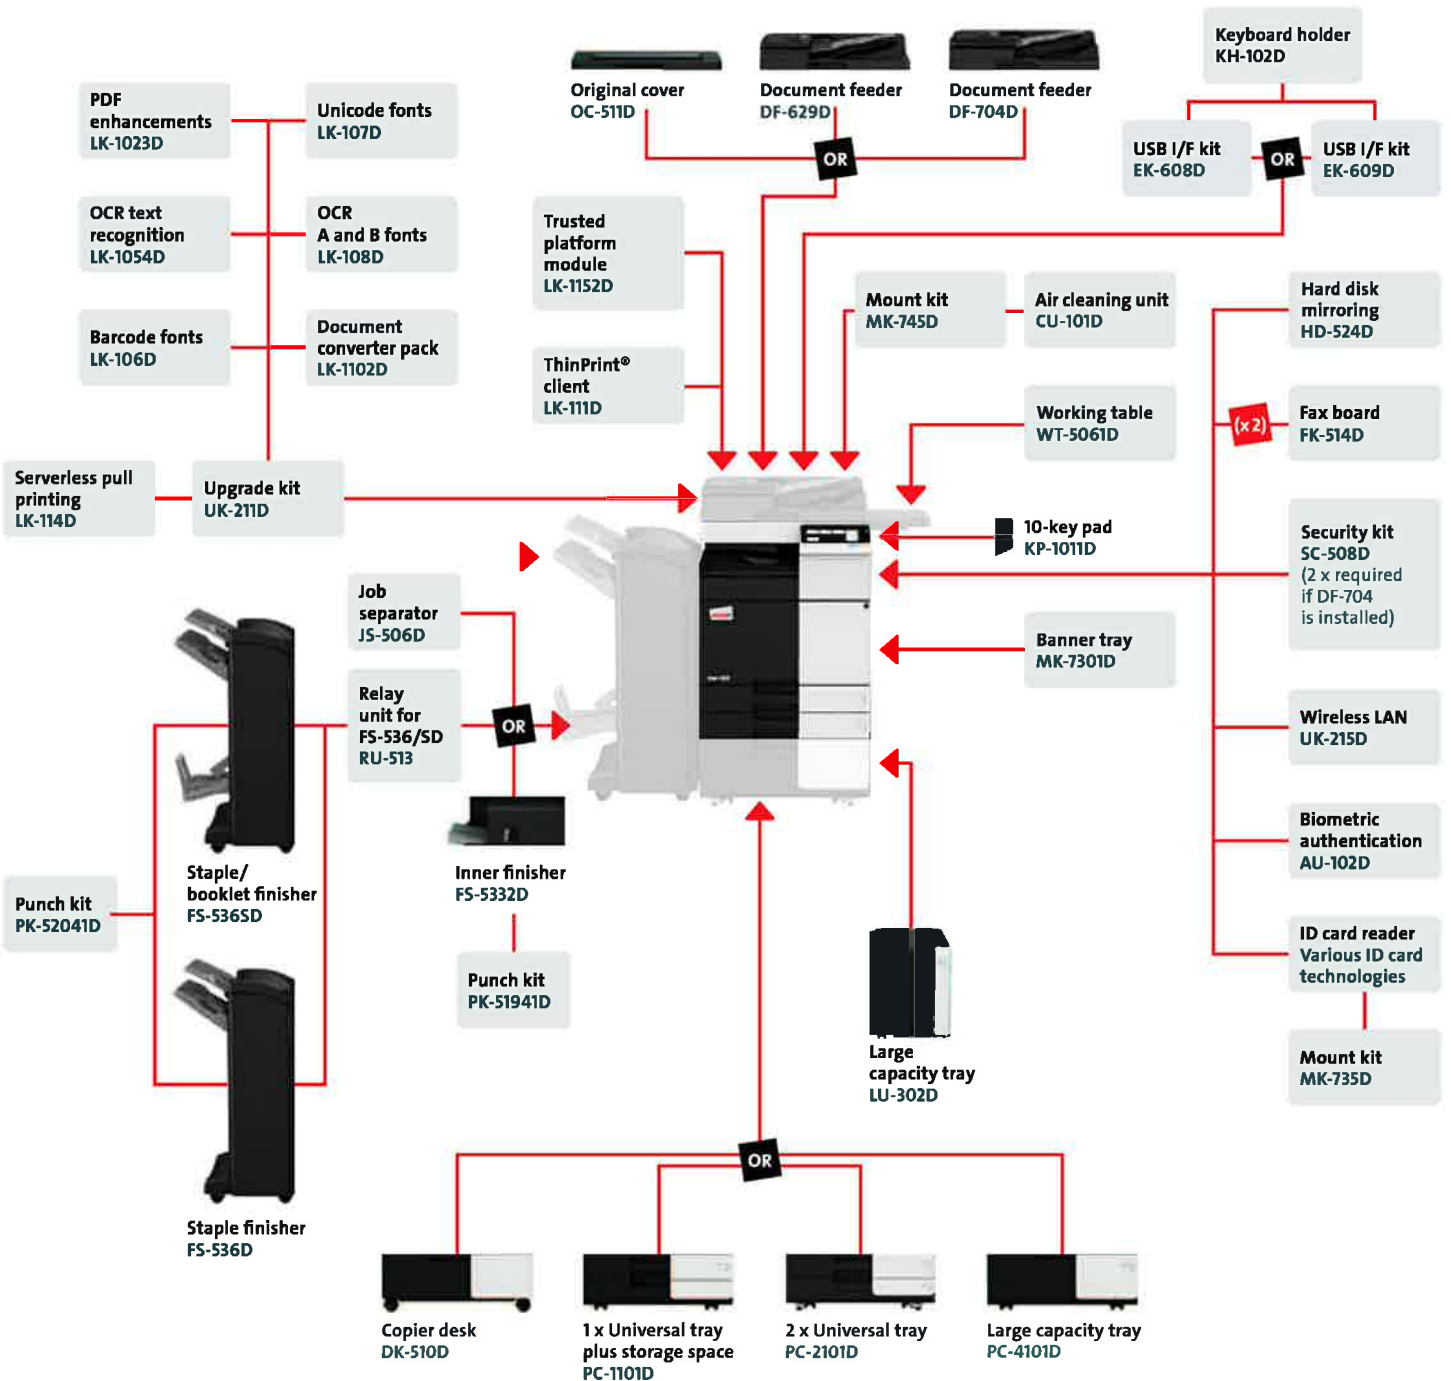 Keyboard holder
KH-102D
Original cover
OC-511D
Document feeder
DF-629D
Document feeder
DF-704D
PDF
enhancements
LK-1023D
Unicode fonts
LK-107D
OR
USB I/F kit
EK-608D
OR
USB I/F kit
EK-609D
OCR text
recognition
LK-1054D
OCR
A and B fonts
LK-108D
Trusted
platform
module
LK-1152D
Mount kit
MK-745D
Air cleaning unit
CU-101D
Hard disk
mirroring
HD-524D
Barcode fonts
LK-106D
Document
converter pack
LK-1102D
ThinPrint®
client
LK-111D
Working table
WT-5061D
(x2)
Fax board
FK-514D
Serverless pull
printing
LK-114D
Upgrade kit
UK-211D
10-key pad
KP-1011D
Security kit
SC-508D
(2 x required
if DF-704
is installed)
Job
separator
JS-506D
Banner tray
MK-7301D
Relay
unit for
FS-536/SD
RU-513
OR
Wireless LAN
UK-215D
Biometric
authentication
AU-102D
Staple/
booklet finisher
FS-536SD
Inner finisher
FS-5332D
Punch kit
PK-52041D
ID card reader
Various ID card
technologies
Punch kit
PK-51941D
Large
capacity tray
LU-302D
Mount kit
MK-735D
OR
Staple finisher
FS-536D
Copier desk
DK-510D
1 x Universal tray
plus storage space
PC-1101D
2 x Universal tray
PC-2101D
Large capacity tray
PC-4101D